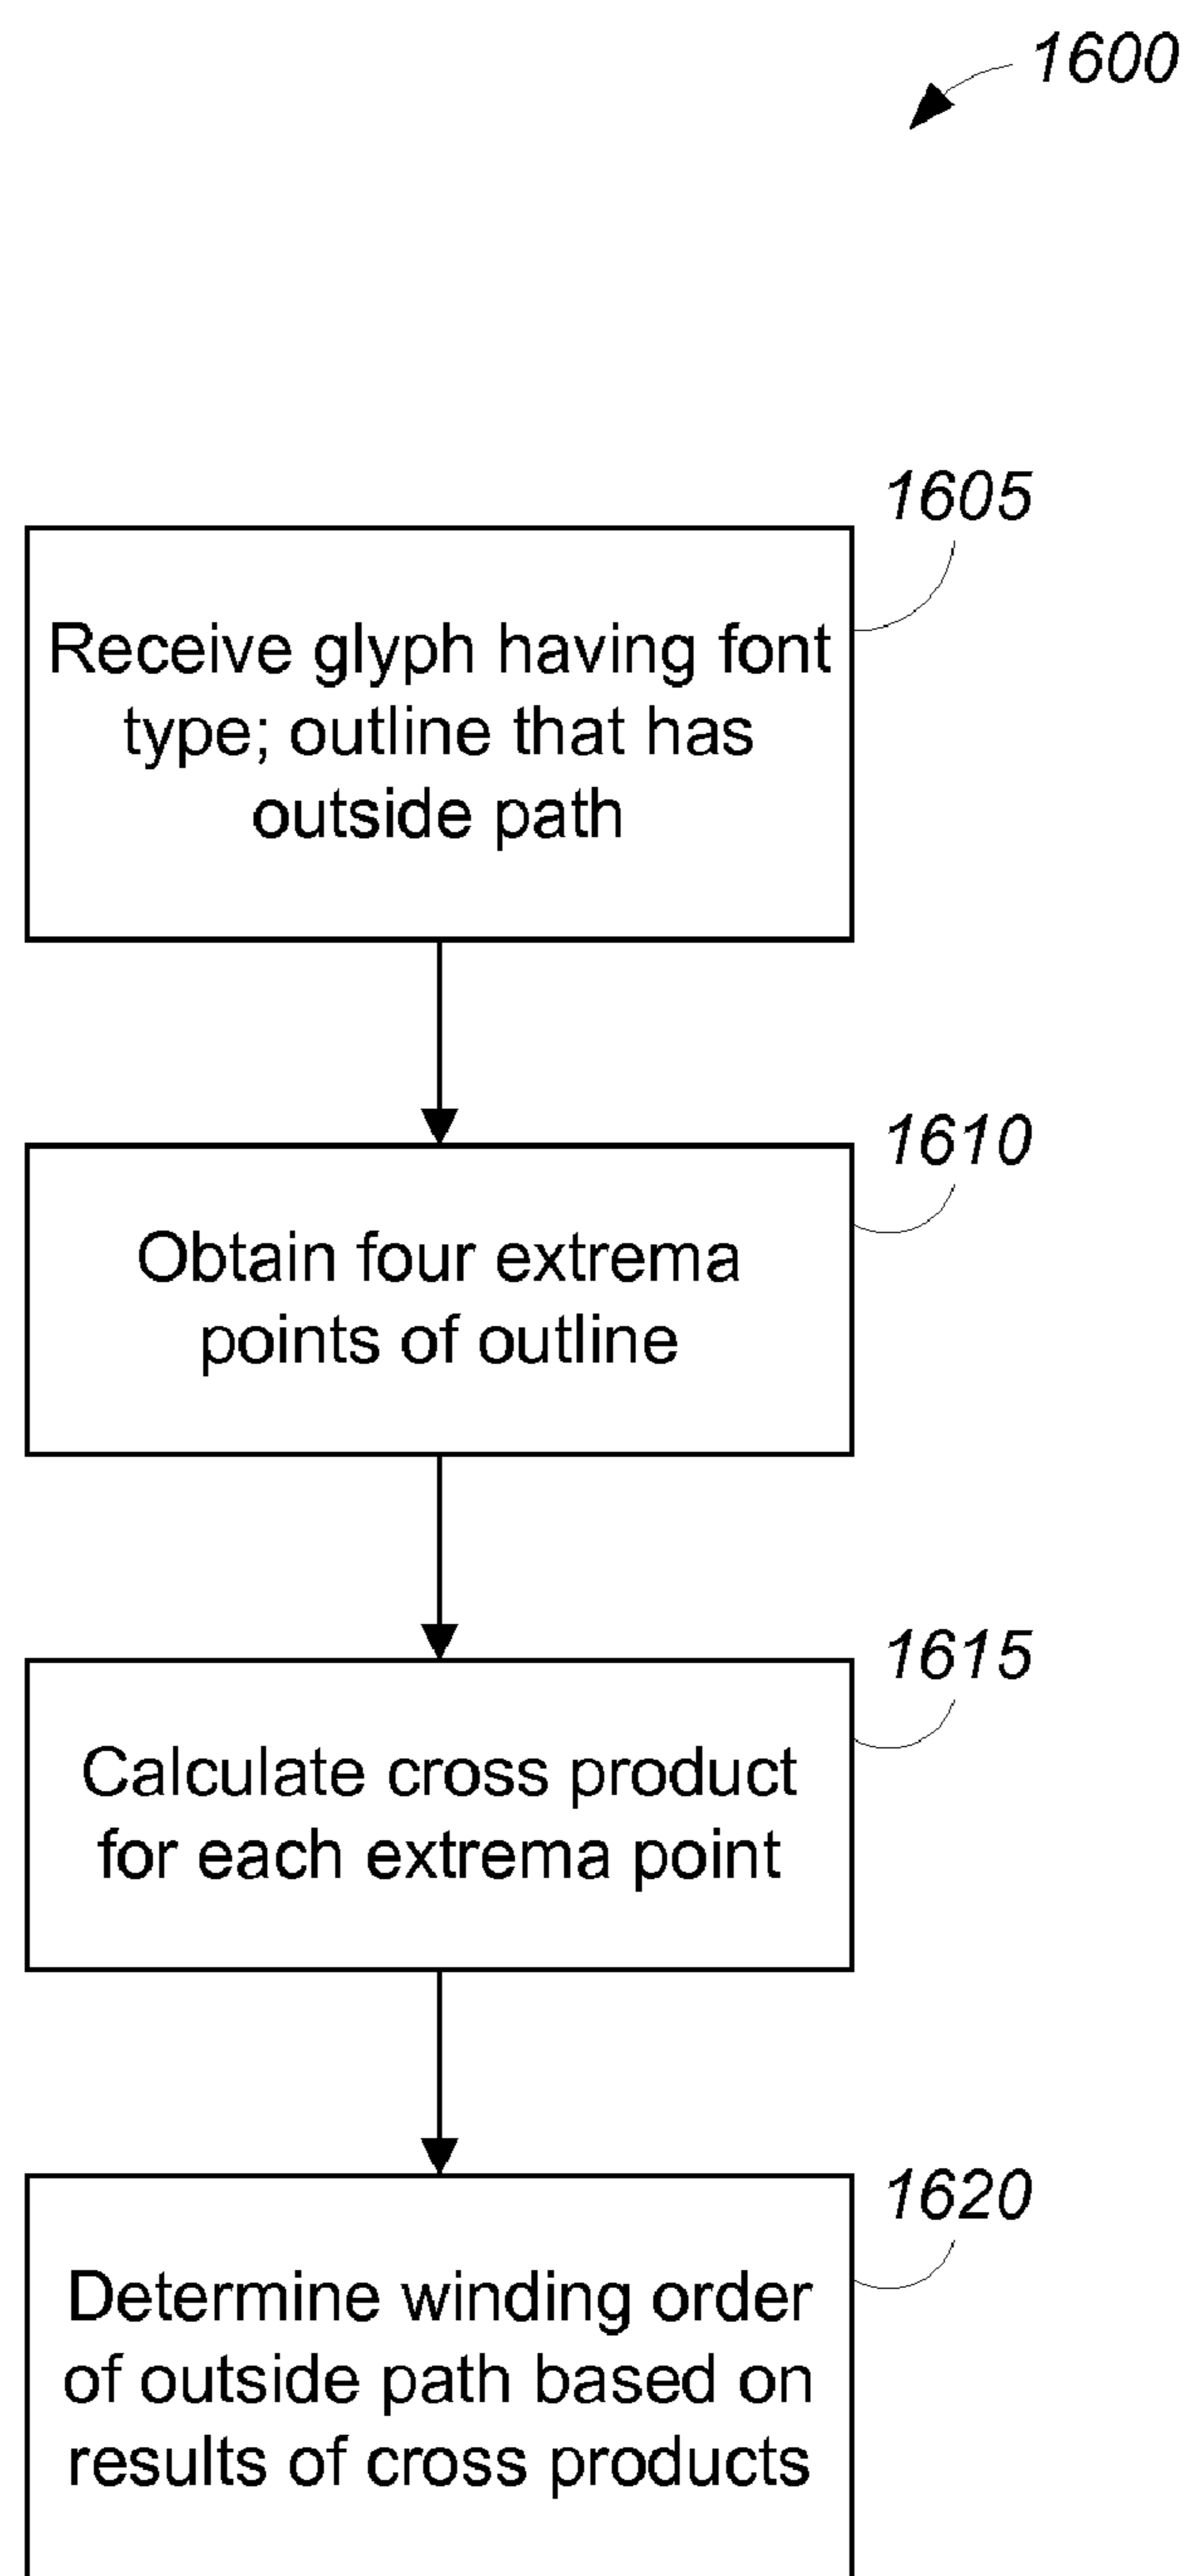 1600
1605
Receive glyph having font
type; outline that has
outside path
1610
Obtain four extrema
points of outline
1615
Calculate cross product
for each extrema point
1620
Determine winding order
of outside path based on
results of cross products